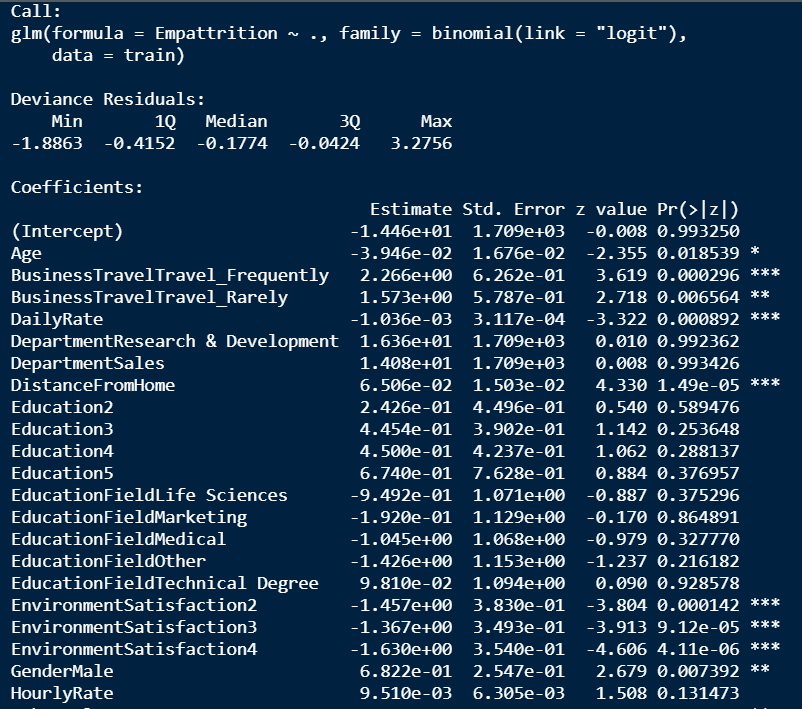 Call:
glm(formula = Empattrition ~ ., family = binomial(link = "logit"),
    data = train)
Deviance Residuals:
    Min      1Q  Median      3Q     Max
-1.8863 -0.4152 -0.1774 -0.0424  3.2756
Coefficients:
Estimate Std. Error z value Pr(>|z|)
(Intercept) -1.446e+01 1.709e+03 -0.008 0.993250
Age -3.946e-02 1.676e-02 -2.355 0.018539 *
BusinessTravelTravel_Frequently 2.266e+00 6.262e-01 3.619 0.000296 ***
BusinessTravelTravel_Rarely 1.573e+00 5.787e-01 2.718 0.006564 **
DailyRate -1.036e-03 3.117e-04 -3.322 0.000892 ***
DepartmentResearch & Development 1.636e+01 1.709e+03 0.010 0.992362
DepartmentSales 1.408e+01 1.709e+03 0.008 0.993426
DistanceFromHome 6.506e-02 1.503e-02 4.330 1.49e-05 ***
Education2 2.426e-01 4.496e-01 0.540 0.589476
Education3 4.454e-01 3.902e-01 1.142 0.253648
Education4 4.500e-01 4.237e-01 1.062 0.288137
Education5 6.740e-01 7.628e-01 0.884 0.376957
EducationFieldLife Sciences -9.492e-01 1.071e+00 -0.887 0.375296
EducationFieldMarketing -1.920e-01 1.129e+00 -0.170 0.864891
EducationFieldMedical -1.045e+00 1.068e+00 -0.979 0.327770
EducationFieldOther -1.426e+00 1.153e+00 -1.237 0.216182
EducationFieldTechnical Degree 9.810e-02 1.094e+00 0.090 0.928578
EnvironmentSatisfaction2 -1.457e+00 3.830e-01 -3.804 0.000142 ***
EnvironmentSatisfaction3 -1.367e+00 3.493e-01 -3.913 9.12e-05 ***
EnvironmentSatisfaction4 -1.630e+00 3.540e-01 -4.606 4.11e-06 ***
GenderMale 6.822e-01 2.547e-01 2.679 0.007392 **
HourlyRate 9.510e-03 6.305e-03 1.508 0.131473